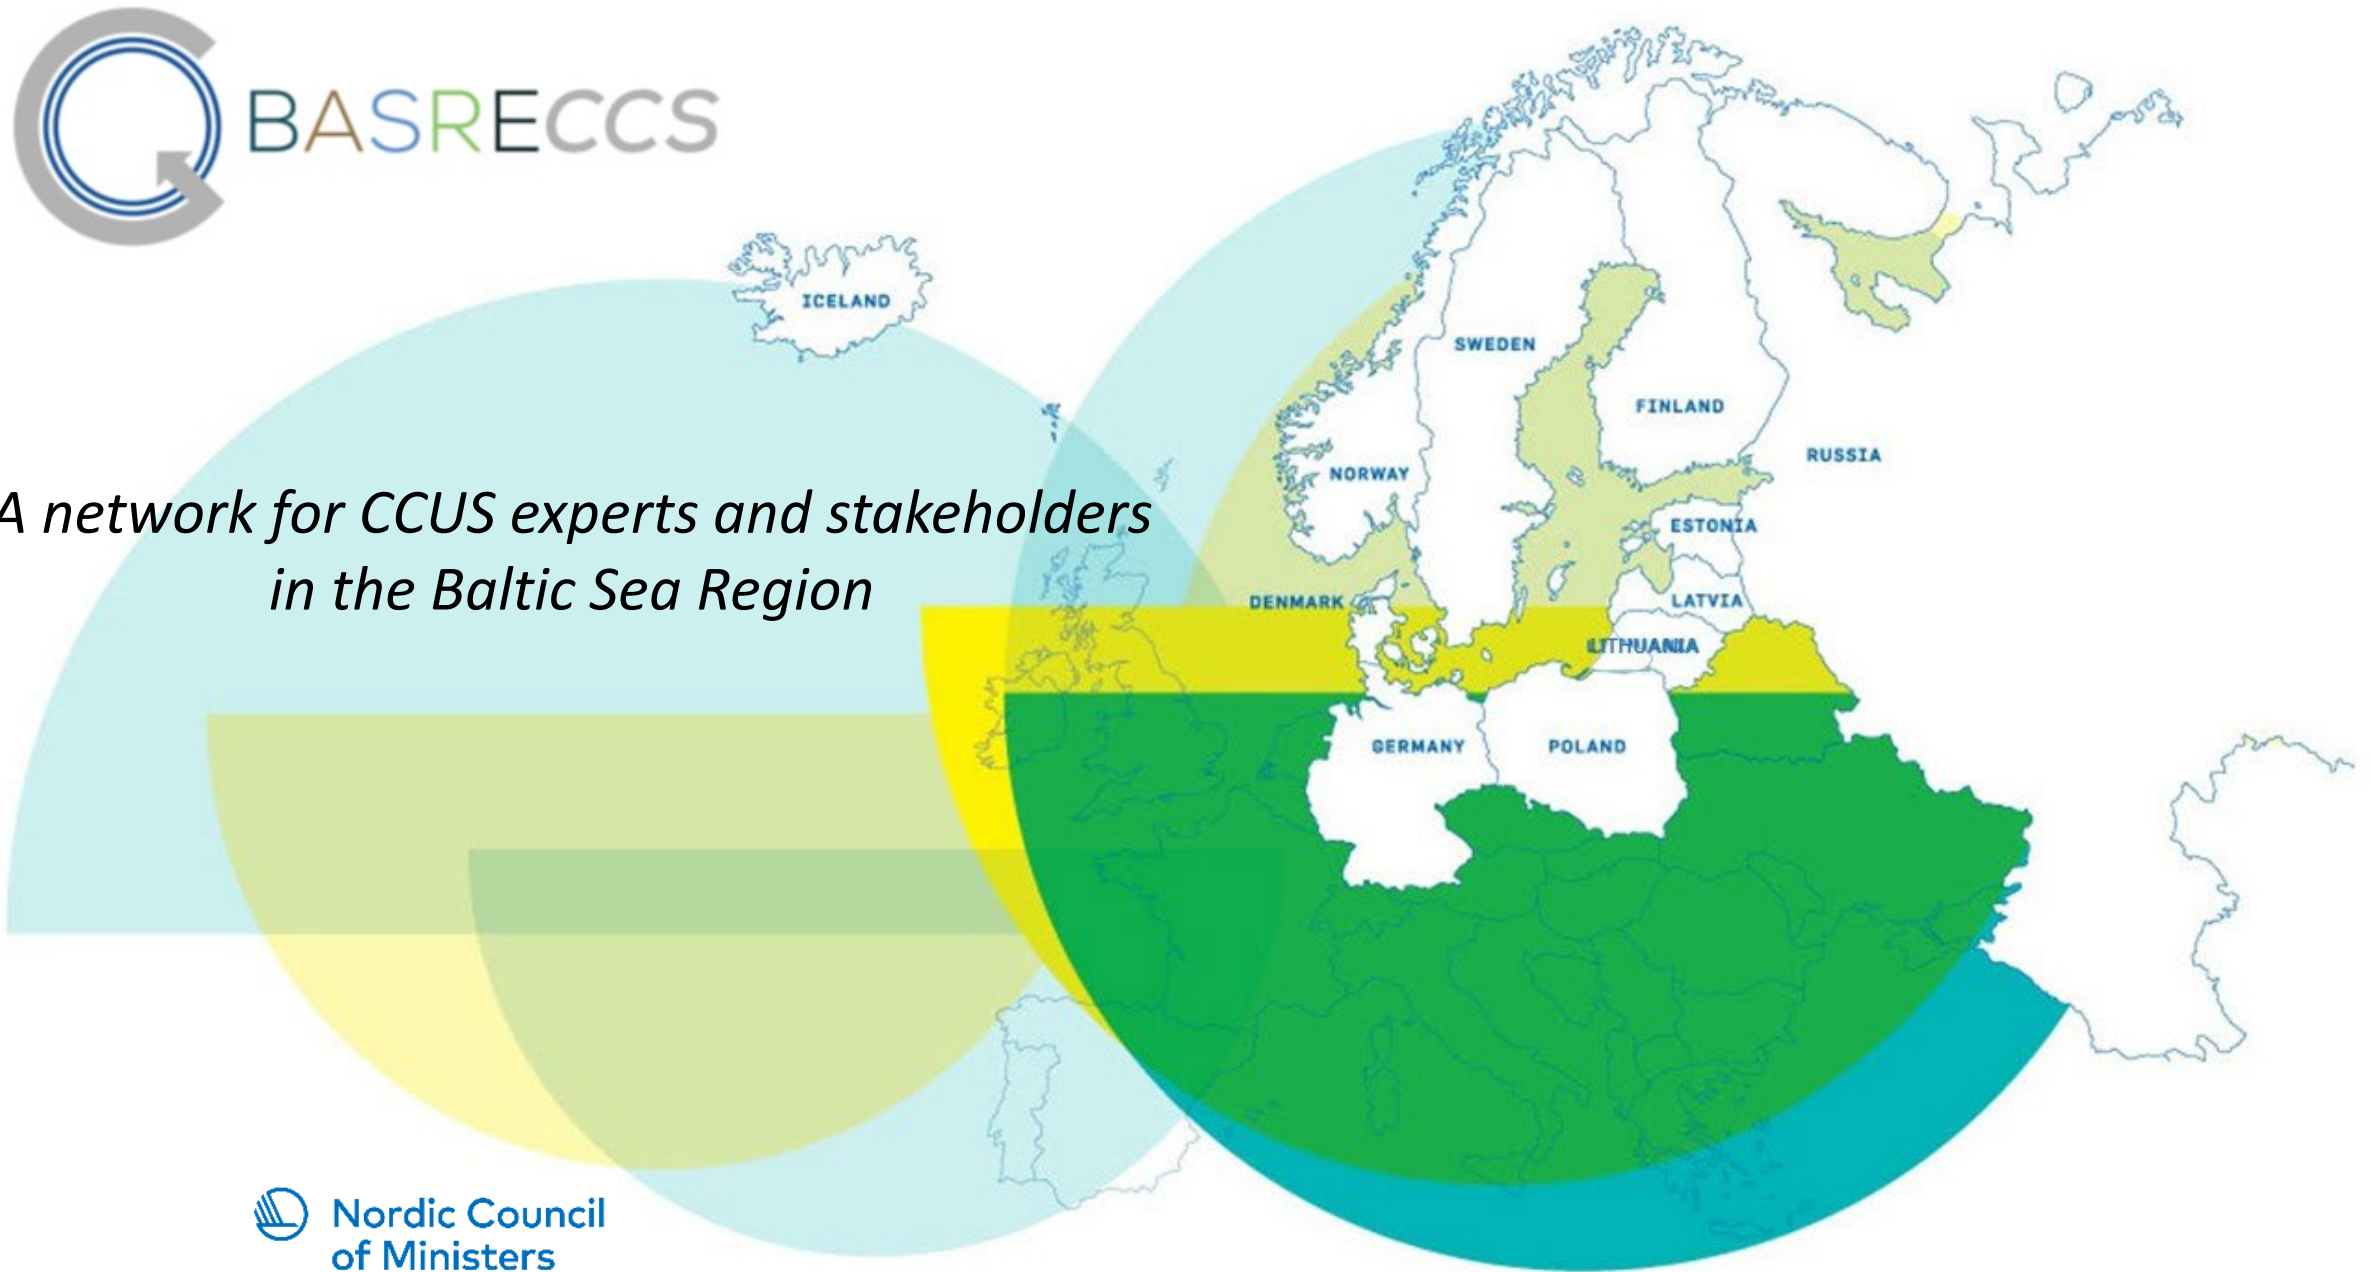 BASRECCS
ICELAND
SWEDEN
FINLAND
RUSSIA
NORWAY
A network for CCUS experts and stakeholders
in the Baltic Sea Region
ESTONIA
DENMARK
LATVIA
LITHUANIA
GERMANY
POLAND
Nordic Council
of Ministers